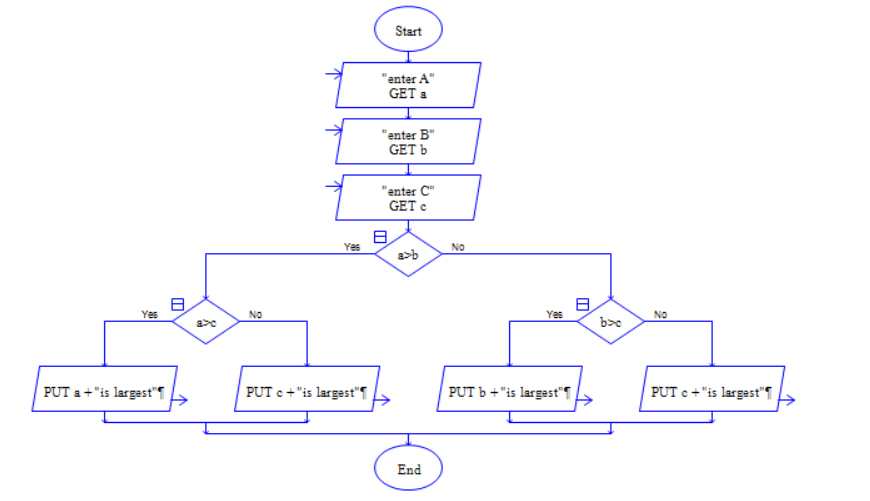 Start
"enter A"
GET a
"enter B"
GET b
"enter C"
GET c
Yes
a>b
No
Yes
a>c
No
Yes
b>c
No
PUT a +"is largest"¶
PUT c +"is largest"¶
PUT b +"is largest"¶
PUT c +"is largest"¶
End